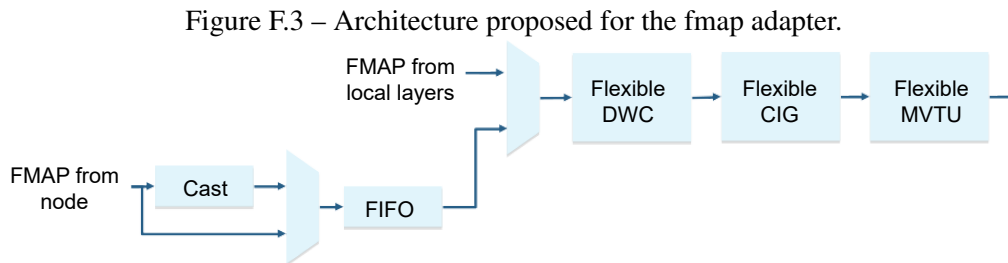 Figure F.3 – Architecture proposed for the fmap adapter.
FMAP from
local layers
Flexible
DWC
Flexible
CIG
Flexible
MVTU
FMAP from
node
Cast
FIFO